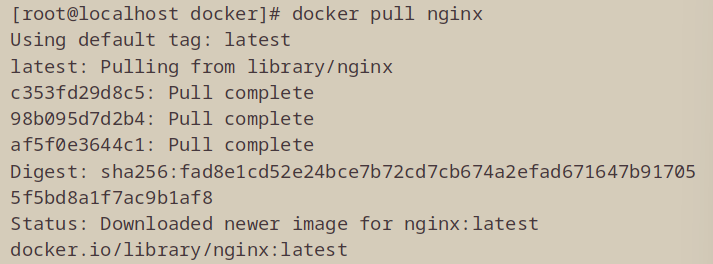 [root@localhost docker]# docker pull nginx
Using default tag: latest
latest: Pulling from library/nginx
c353fd29d8c5: Pull complete
98b095d7d2b4: Pull complete
af5f0e3644c1: Pull complete
Digest: sha256:fad8e1cd52e24bce7b72cd7cb674a2efad671647b91705
5f5bd8a1f7ac9b1af8
Status: Downloaded newer image for nginx:latest
docker.io/library/nginx:latest